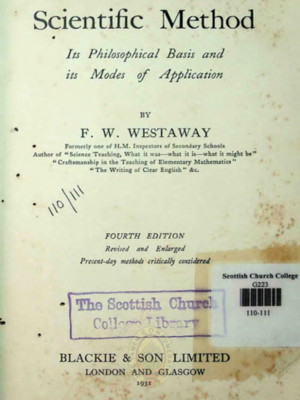 Scientific Method
Its Philosophical Basis and
its Modes of Application
BY
F. W. WESTAWAY
Formerly one of H.M. Inspectors of Secondary Schools
Author of "Science Teaching, What it was—what it is—what it might be"
"Craftsmanship in the Teaching of Elementary Mathematics"
"The Writing of Clear English" &c.
110/111
FOURTH EDITION
Revised and Enlarged
Present-day methods critically considered
Scottish Church College
G223
110-111
The Scottish Church
College Library
BLACKIE & SON LIMITED
LONDON AND GLASGOW
1931